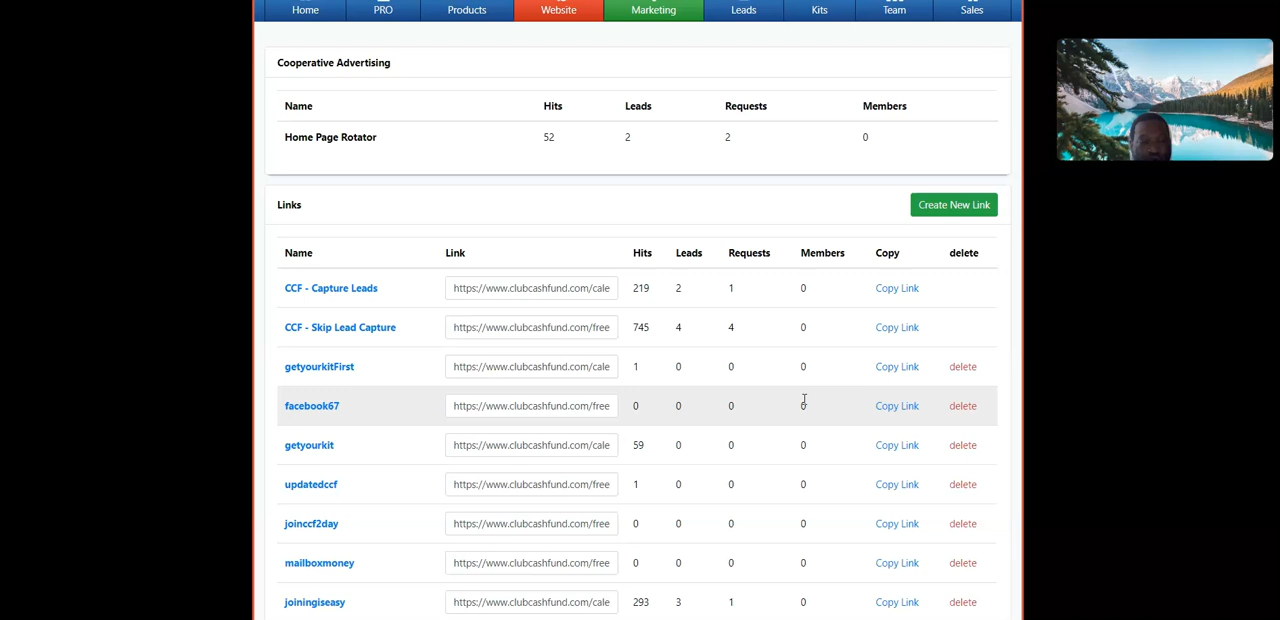 Home PRO Products Website Marketing Leads Kits Team Sales
Cooperative Advertising
Name Hits Leads Requests Members
Home Page Rotator 52 2 2 0
Links Create New Link
Name Link Hits Leads Requests Members Copy delete
CCF - Capture Leads https://www.clubcashfund.com/cale 219 2 1 0 Copy Link
CCF - Skip Lead Capture https://www.clubcashfund.com/free 745 4 4 0 Copy Link
getyourkitFirst https://www.clubcashfund.com/cale 1 0 0 0 Copy Link delete
facebook67 https://www.clubcashfund.com/free 0 0 0 0 Copy Link delete
getyourkit https://www.clubcashfund.com/cale 59 0 0 0 Copy Link delete
updatedccf https://www.clubcashfund.com/free 1 0 0 0 Copy Link delete
joinccf2day https://www.clubcashfund.com/free 0 0 0 0 Copy Link delete
mailboxmoney https://www.clubcashfund.com/free 0 0 0 0 Copy Link delete
joiningiseasy https://www.clubcashfund.com/cale 293 3 1 0 Copy Link delete